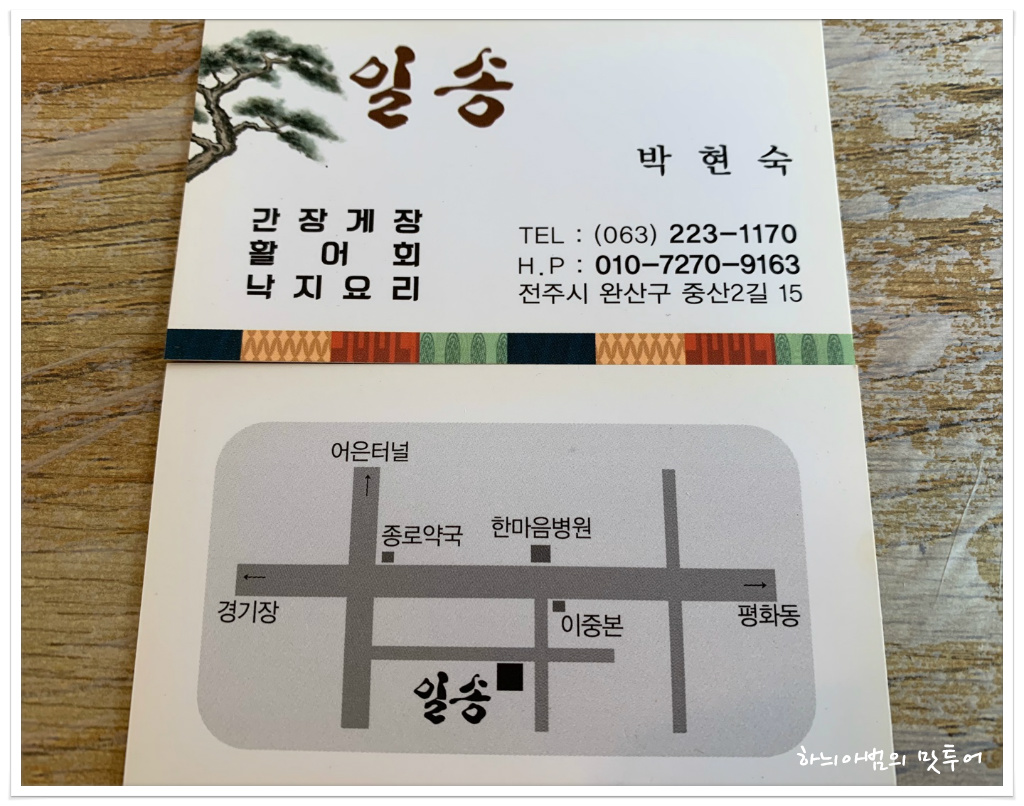 일송
박 현 숙
간 장 게 장
활 어 회
낙 지 요 리
TEL : (063) 223-1170
H.P : 010-7270-9163
전주시 완산구 중산2길 15
어은터널
↑
종로약국
한마음병원
←
→
경기장
이중본
평화동
일송
하늬아범의 맛투어